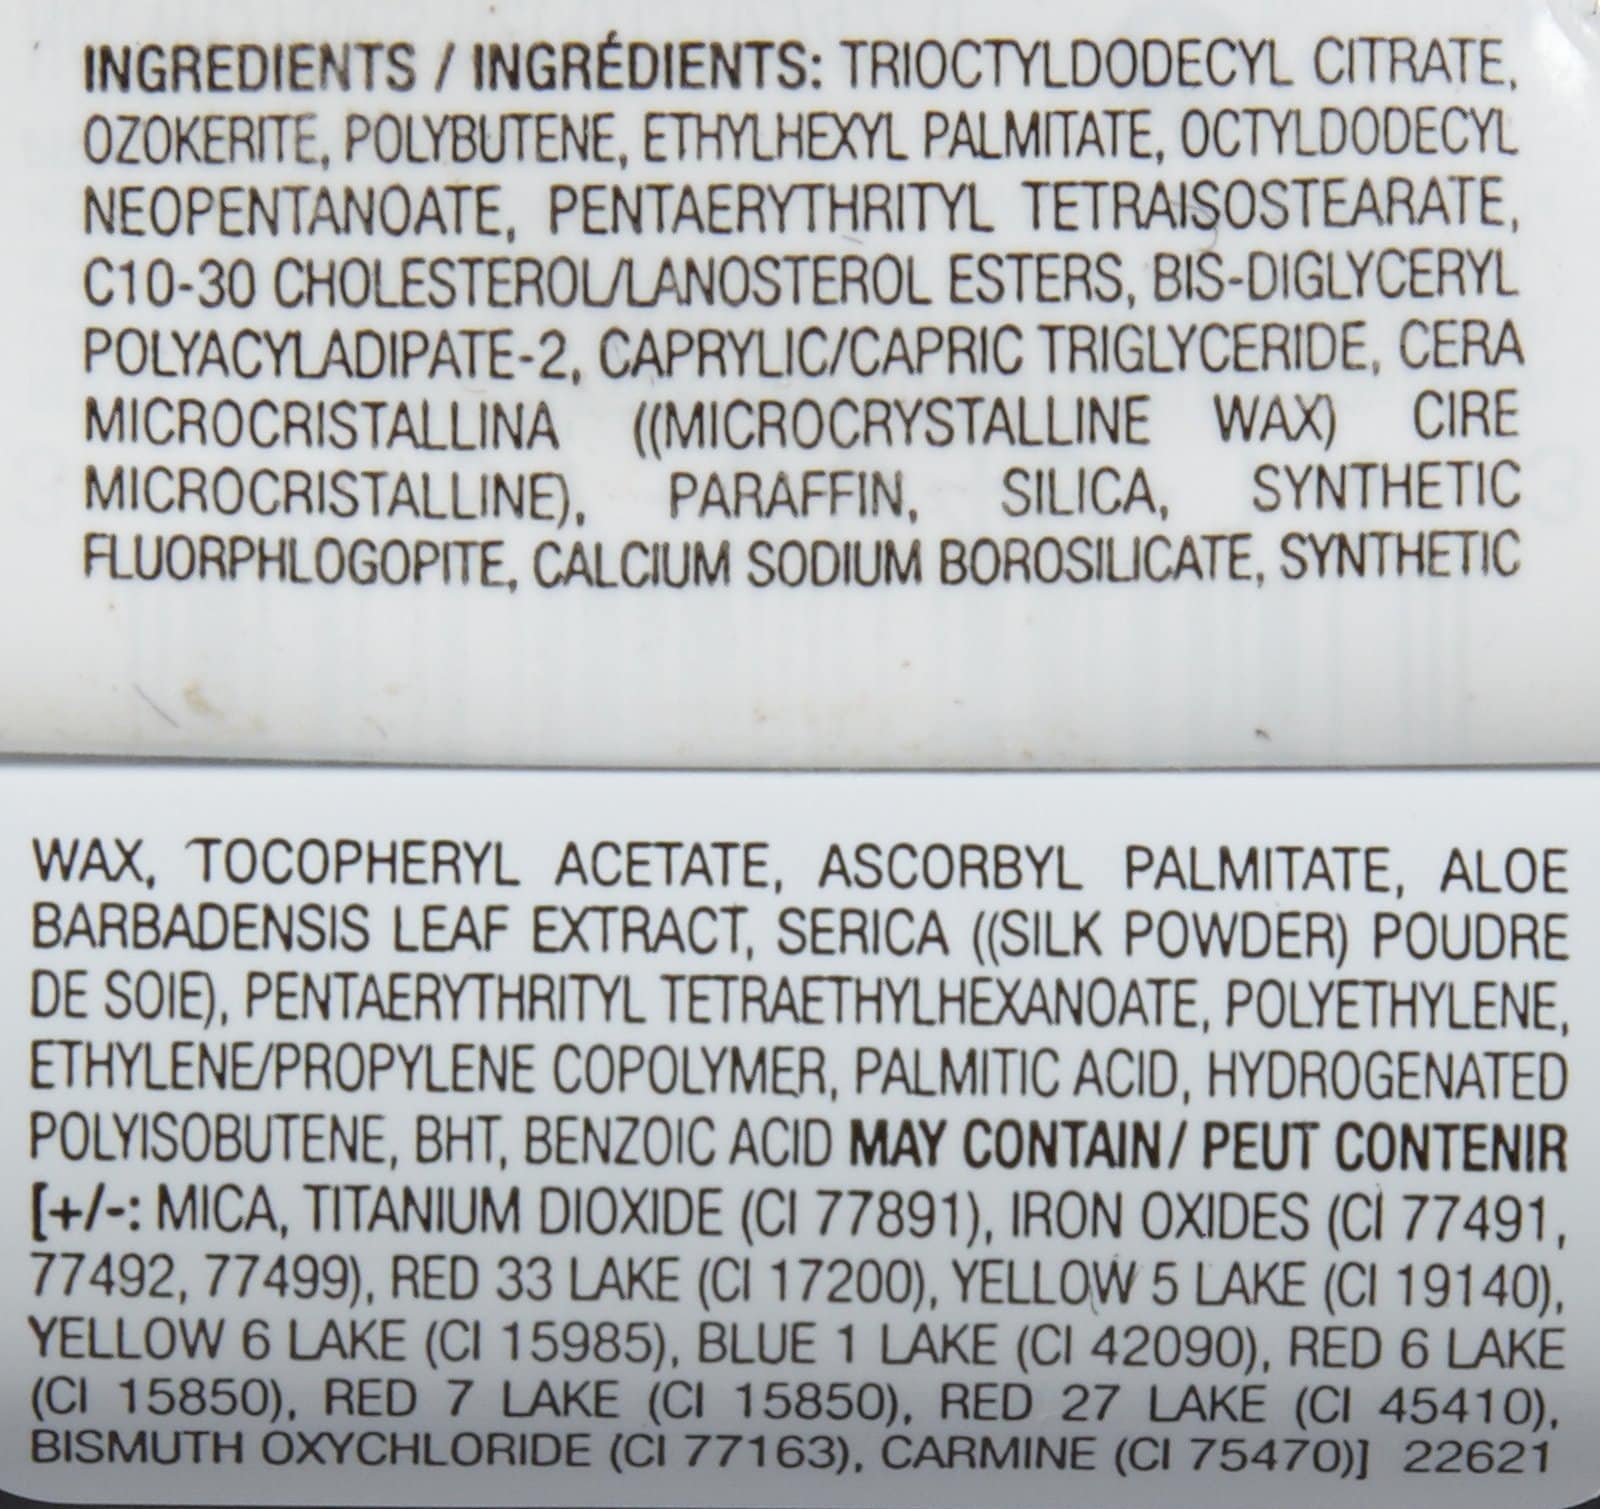 INGREDIENTS / INGRÉDIENTS: TRIOCTYLDODECYL CITRATE,
OZOKERITE, POLYBUTENE, ETHYLHEXYL PALMITATE, OCTYLDODECYL
NEOPENTANOATE, PENTAERYTHRITYL TETRAISOSTEARATE,
C10-30 CHOLESTEROL/LANOSTEROL ESTERS, BIS-DIGLYCERYL
POLYACYLADIPATE-2, CAPRYLIC/CAPRIC TRIGLYCERIDE, CERA
MICROCRISTALLINA ((MICROCRYSTALLINE WAX) CIRE
MICROCRISTALLINE), PARAFFIN, SILICA, SYNTHETIC
FLUORPHLOGOPITE, CALCIUM SODIUM BOROSILICATE, SYNTHETIC
WAX, TOCOPHERYL ACETATE, ASCORBYL PALMITATE, ALOE
BARBADENSIS LEAF EXTRACT, SERICA ((SILK POWDER) POUDRE
DE SOIE), PENTAERYTHRITYL TETRAETHYLHEXANOATE, POLYETHYLENE,
ETHYLENE/PROPYLENE COPOLYMER, PALMITIC ACID, HYDROGENATED
POLYISOBUTENE, BHT, BENZOIC ACID MAY CONTAIN / PEUT CONTENIR
[+/-: MICA, TITANIUM DIOXIDE (CI 77891), IRON OXIDES (CI 77491,
77492, 77499), RED 33 LAKE (CI 17200), YELLOW 5 LAKE (CI 19140),
YELLOW 6 LAKE (CI 15985), BLUE 1 LAKE (CI 42090), RED 6 LAKE
(CI 15850), RED 7 LAKE (CI 15850), RED 27 LAKE (CI 45410),
BISMUTH OXYCHLORIDE (CI 77163), CARMINE (CI 75470)] 22621